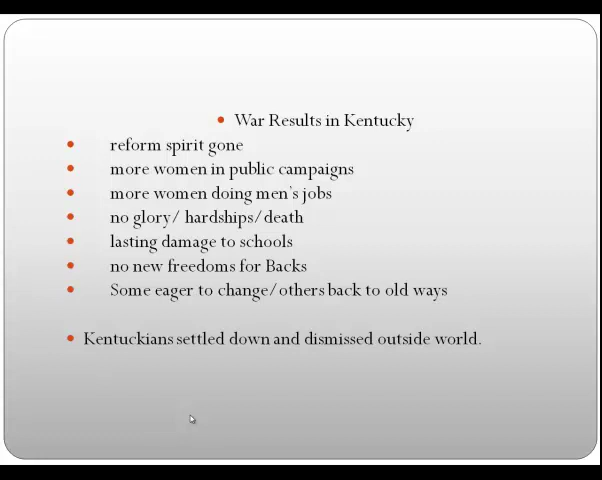 • War Results in Kentucky
• reform spirit gone
• more women in public campaigns
• more women doing men's jobs
• no glory/ hardships/death
• lasting damage to schools
• no new freedoms for Backs
• Some eager to change/others back to old ways
• Kentuckians settled down and dismissed outside world.